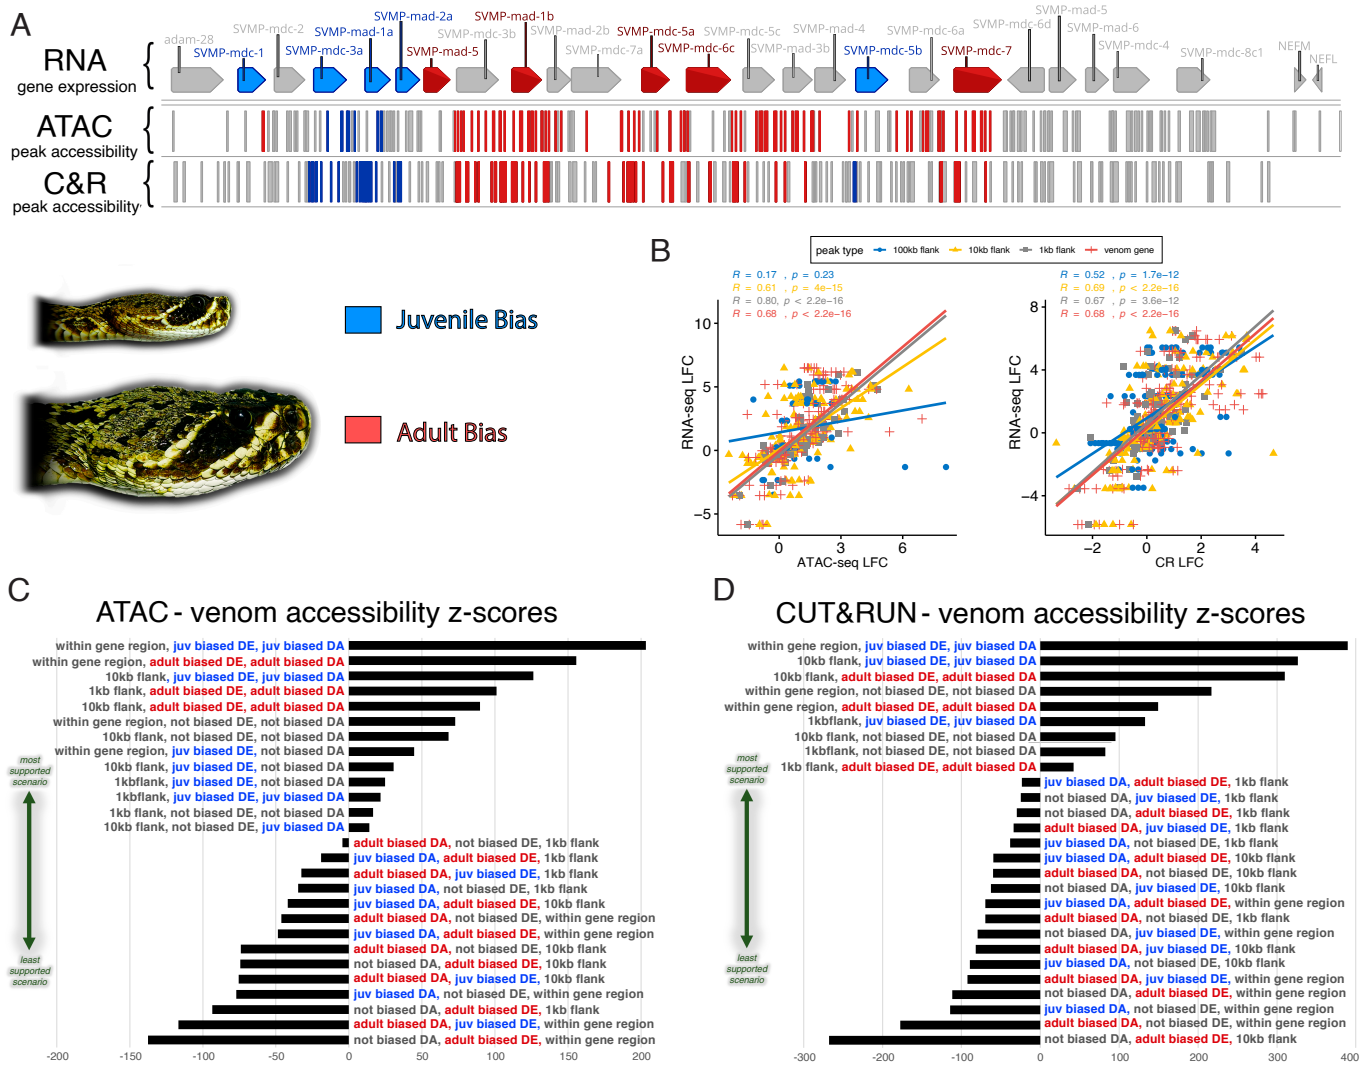 A
RNA
gene expression
adam-28
SVMP-mdc-1
SVMP-mdc-2
SVMP-mdc-3a
SVMP-mad-1a
SVMP-mad-2a
SVMP-mad-5
SVMP-mdc-3b
SVMP-mad-1b
SVMP-mad-2b
SVMP-mdc-7a
SVMP-mdc-5a
SVMP-mdc-6c
SVMP-mdc-5c
SVMP-mad-3b
SVMP-mad-4
SVMP-mdc-5b
SVMP-mdc-6a
SVMP-mdc-7
SVMP-mdc-6d
SVMP-mad-5
SVMP-mad-6
SVMP-mdc-4
SVMP-mdc-8c1
NEFM
NEFL
ATAC
peak accessibility
C&R
peak accessibility
Juvenile Bias
Adult Bias
B
peak type 100kb flank 10kb flank 1kb flank venom gene
R = 0.17 , p = 0.23
R = 0.61 , p = 4e-15
R = 0.80, p < 2.2e-16
R = 0.68 , p < 2.2e-16
RNA-seq LFC
10
5
0
−5
0 3 6
ATAC-seq LFC
R = 0.52 , p = 1.7e-12
R = 0.69 , p < 2.2e-16
R = 0.67 , p = 3.6e-12
R = 0.68 , p < 2.2e-16
RNA-seq LFC
8
4
0
−4
−2 0 2 4
CR LFC
C
ATAC - venom accessibility z-scores
within gene region, juv biased DE, juv biased DA
within gene region, adult biased DE, adult biased DA
10kb flank, juv biased DE, juv biased DA
1kb flank, adult biased DE, adult biased DA
10kb flank, adult biased DE, adult biased DA
within gene region, not biased DE, not biased DA
10kb flank, not biased DE, not biased DA
within gene region, juv biased DE, not biased DA
10kb flank, juv biased DE, not biased DA
1kbflank, juv biased DE, not biased DA
1kbflank, juv biased DE, juv biased DA
1kb flank, not biased DE, not biased DA
10kb flank, not biased DE, juv biased DA
adult biased DA, not biased DE, 1kb flank
juv biased DA, adult biased DE, 1kb flank
adult biased DA, juv biased DE, 1kb flank
juv biased DA, not biased DE, 1kb flank
juv biased DA, adult biased DE, 10kb flank
adult biased DA, not biased DE, within gene region
juv biased DA, adult biased DE, within gene region
adult biased DA, not biased DE, 10kb flank
not biased DA, adult biased DE, 10kb flank
adult biased DA, juv biased DE, 10kb flank
juv biased DA, not biased DE, within gene region
not biased DA, adult biased DE, 1kb flank
adult biased DA, juv biased DE, within gene region
not biased DA, adult biased DE, within gene region
most
supported
scenario
least
supported
scenario
-200 -150 -100 -50 0 50 100 150 200
D
CUT&RUN - venom accessibility z-scores
within gene region, juv biased DE, juv biased DA
10kb flank, juv biased DE, juv biased DA
10kb flank, adult biased DE, adult biased DA
within gene region, not biased DE, not biased DA
within gene region, adult biased DE, adult biased DA
1kbflank, juv biased DE, juv biased DA
10kb flank, not biased DE, not biased DA
1kbflank, not biased DE, not biased DA
1kb flank, adult biased DE, adult biased DA
juv biased DA, adult biased DE, 1kb flank
not biased DA, juv biased DE, 1kb flank
not biased DA, adult biased DE, 1kb flank
adult biased DA, juv biased DE, 1kb flank
juv biased DA, not biased DE, 1kb flank
juv biased DA, adult biased DE, 10kb flank
adult biased DA, not biased DE, 10kb flank
not biased DA, juv biased DE, 10kb flank
juv biased DA, adult biased DE, within gene region
adult biased DA, not biased DE, 1kb flank
not biased DA, juv biased DE, within gene region
adult biased DA, juv biased DE, 10kb flank
juv biased DA, not biased DE, 10kb flank
adult biased DA, juv biased DE, within gene region
not biased DA, adult biased DE, within gene region
juv biased DA, not biased DE, within gene region
adult biased DA, not biased DE, within gene region
not biased DA, adult biased DE, 10kb flank
most
supported
scenario
least
supported
scenario
-300 -200 -100 0 100 200 300 400